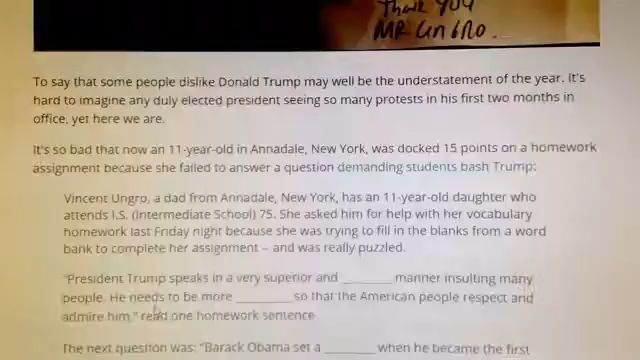 Thank you
MR Ungro.
To say that some people dislike Donald Trump may well be the understatement of the year. It's
hard to imagine any duly elected president seeing so many protests in his first two months in
office, yet here we are.
It's so bad that now an 11-year-old in Annadale, New York, was docked 15 points on a homework
assignment because she failed to answer a question demanding students bash Trump:
Vincent Ungro, a dad from Annadale, New York, has an 11-year-old daughter who
attends I.S. (Intermediate School) 75. She asked him for help with her vocabulary
homework last Friday night because she was trying to fill in the blanks from a word
bank to complete her assignment – and was really puzzled.
"President Trump speaks in a very superior and ______ manner insulting many
people. He needs to be more ______ so that the American people respect and
admire him," read one homework sentence.
The next question was: "Barack Obama set a ______ when he became the first